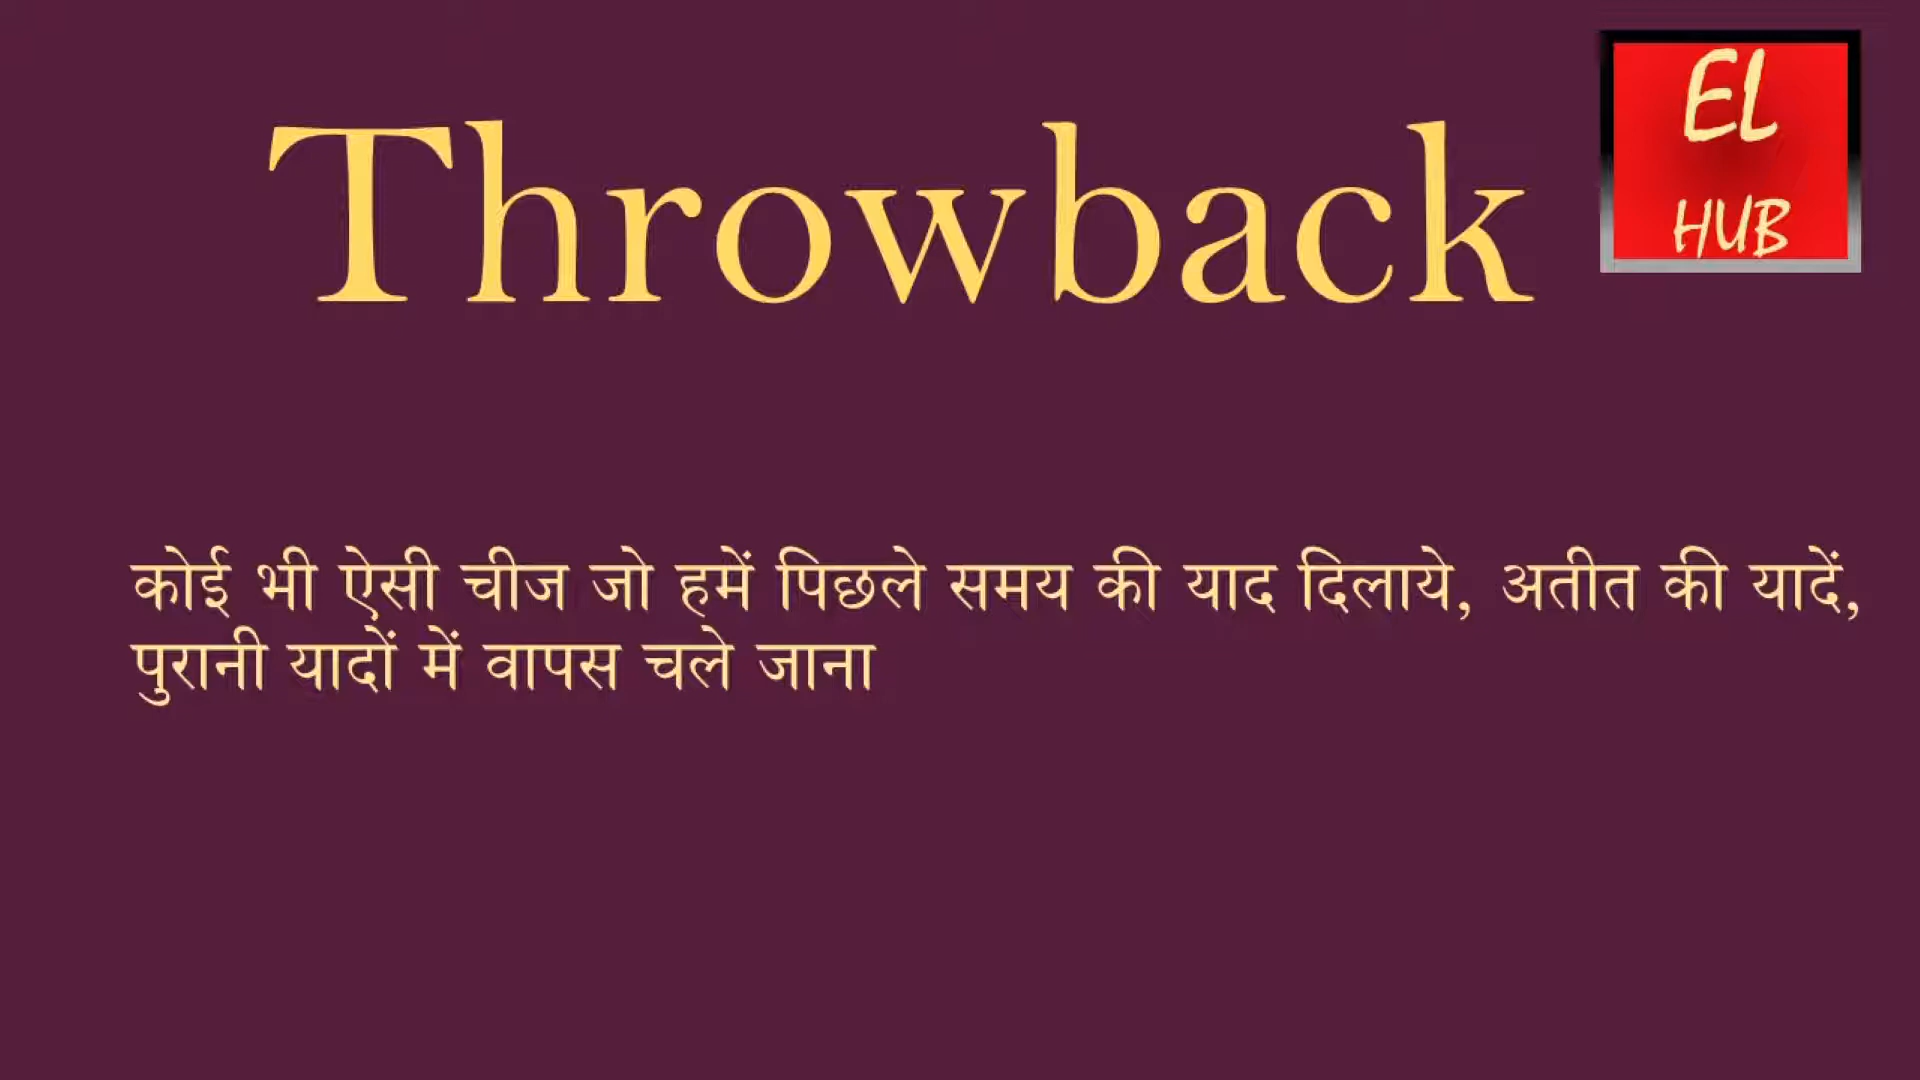 Throwback
EL
HUB
कोई भी ऐसी चीज जो हमें पिछले समय की याद दिलाये, अतीत की यादें,
पुरानी यादों में वापस चले जाना